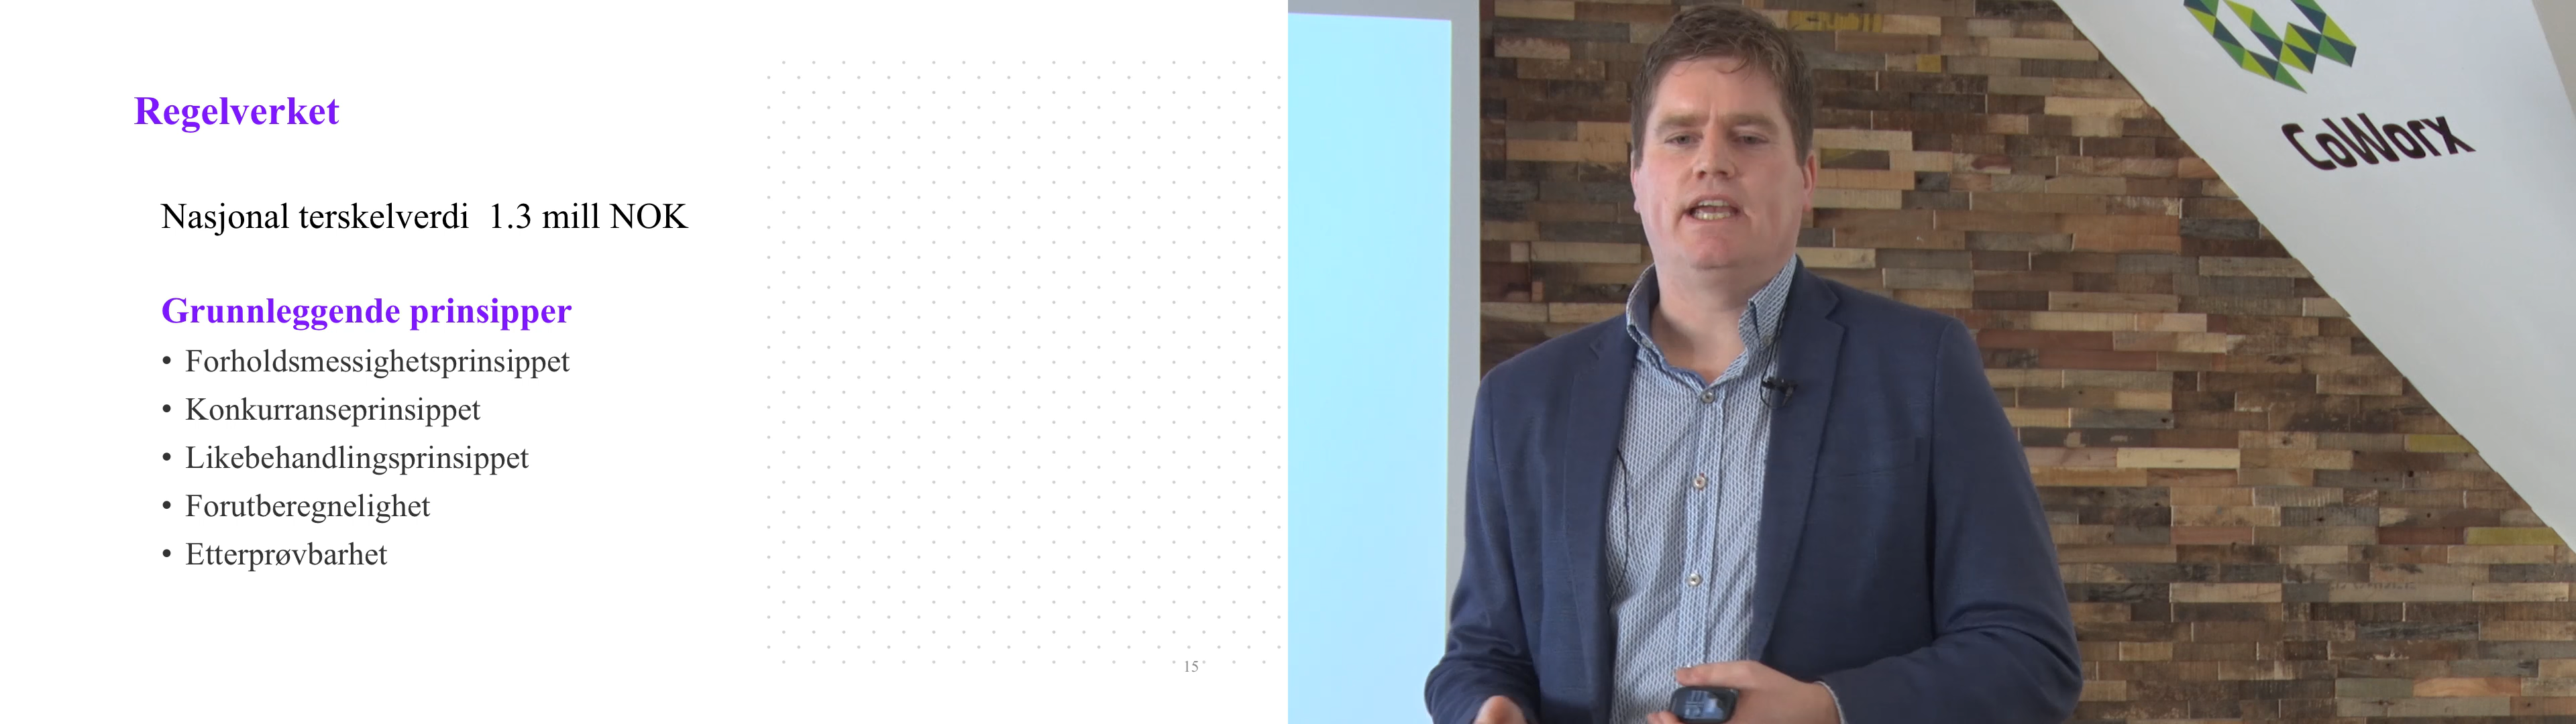 Regelverket
Nasjonal terskelverdi  1.3 mill NOK
Grunnleggende prinsipper
• Forholdsmessighetsprinsippet
• Konkurranseprinsippet
• Likebehandlingsprinsippet
• Forutberegnelighet
• Etterprøvbarhet
15
CoWorx